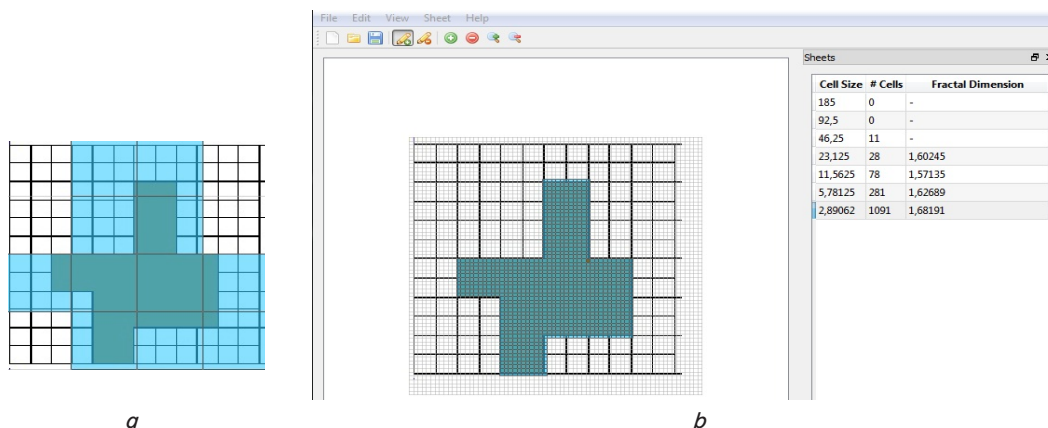 File Edit View Sheet Help
Sheets
Cell Size # Cells Fractal Dimension
185 0 -
92,5 0 -
46,25 11 -
23,125 28 1,60245
11,5625 78 1,57135
5,78125 281 1,62689
2,89062 1091 1,68191
a b